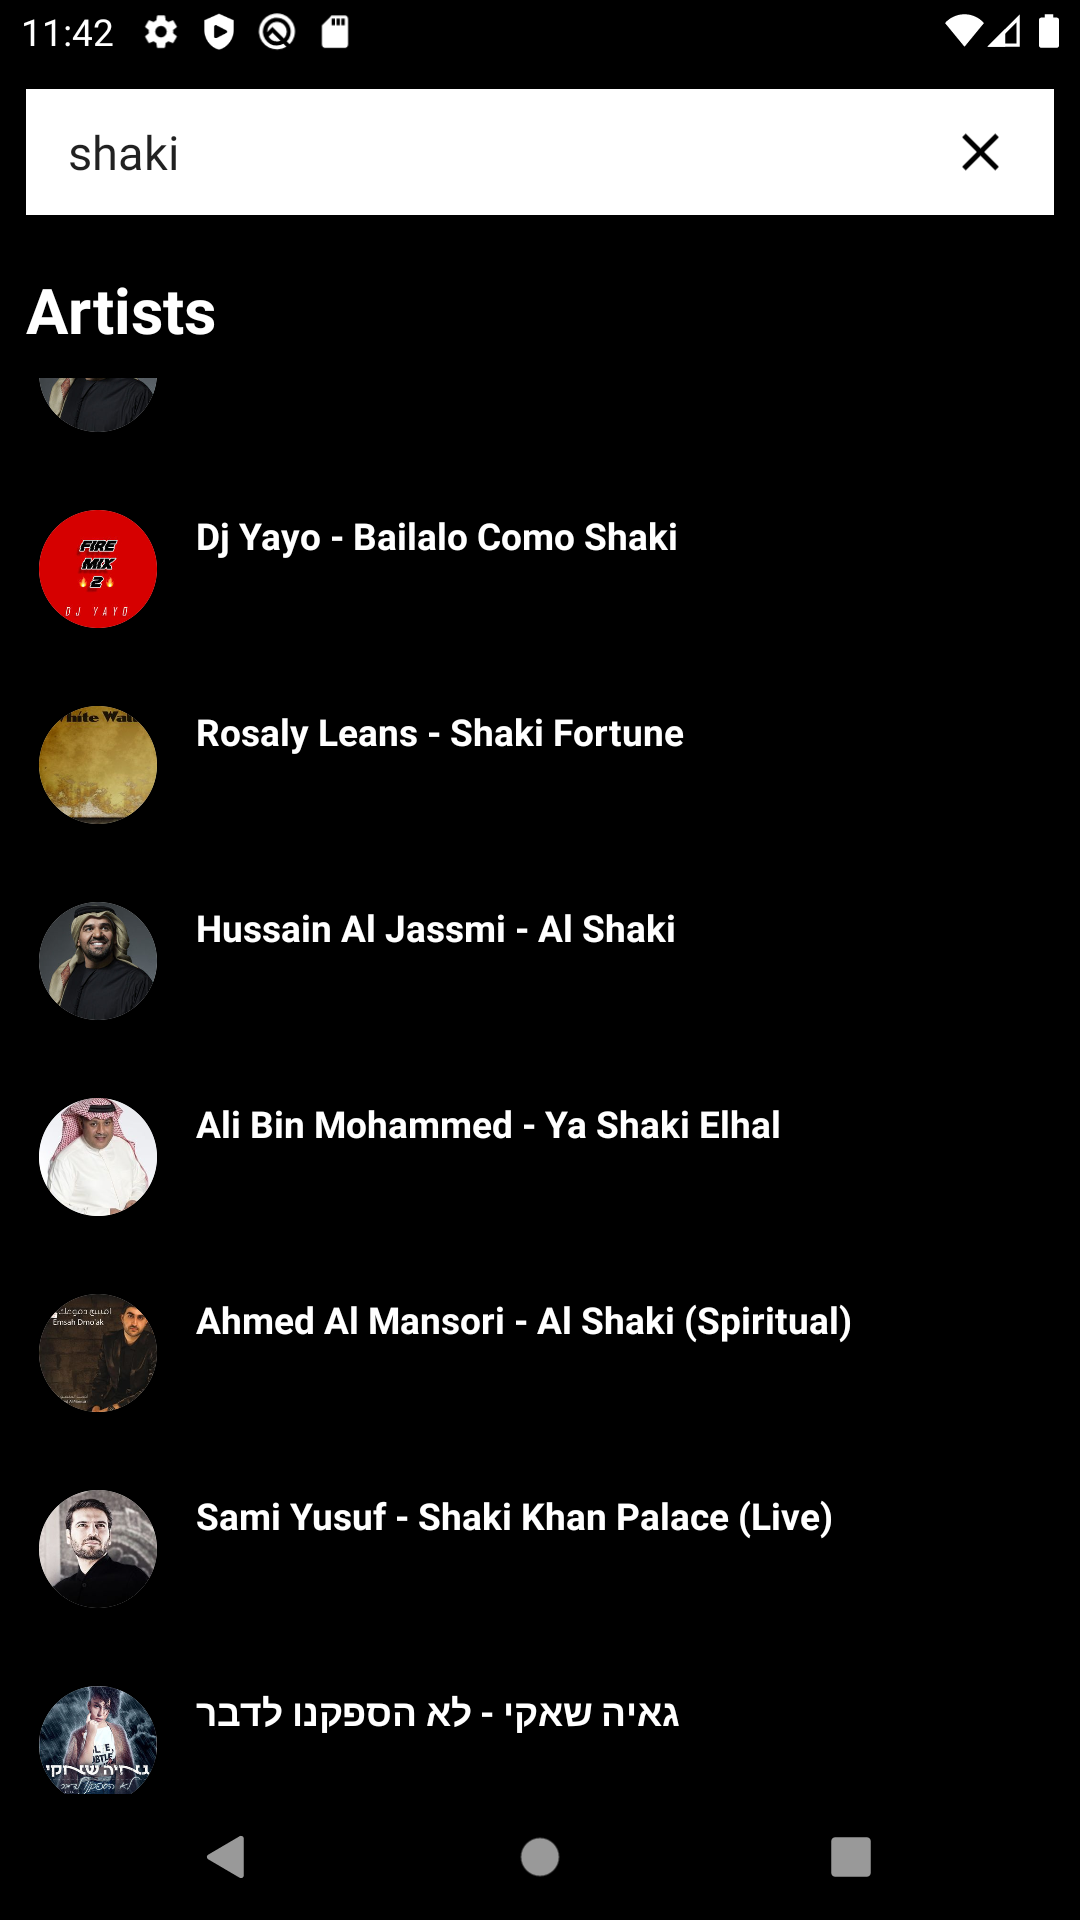 11:42
shaki
Artists
Dj Yayo - Bailalo Como Shaki
FIRE
MIX
2
DJ YAYO
Rosaly Leans - Shaki Fortune
Hussain Al Jassmi - Al Shaki
Ali Bin Mohammed - Ya Shaki Elhal
Ahmed Al Mansori - Al Shaki (Spiritual)
Emsah Dmo'ak
Sami Yusuf - Shaki Khan Palace (Live)
גאיה שאקי - לא הספקנו לדבר
גאיה שאקי